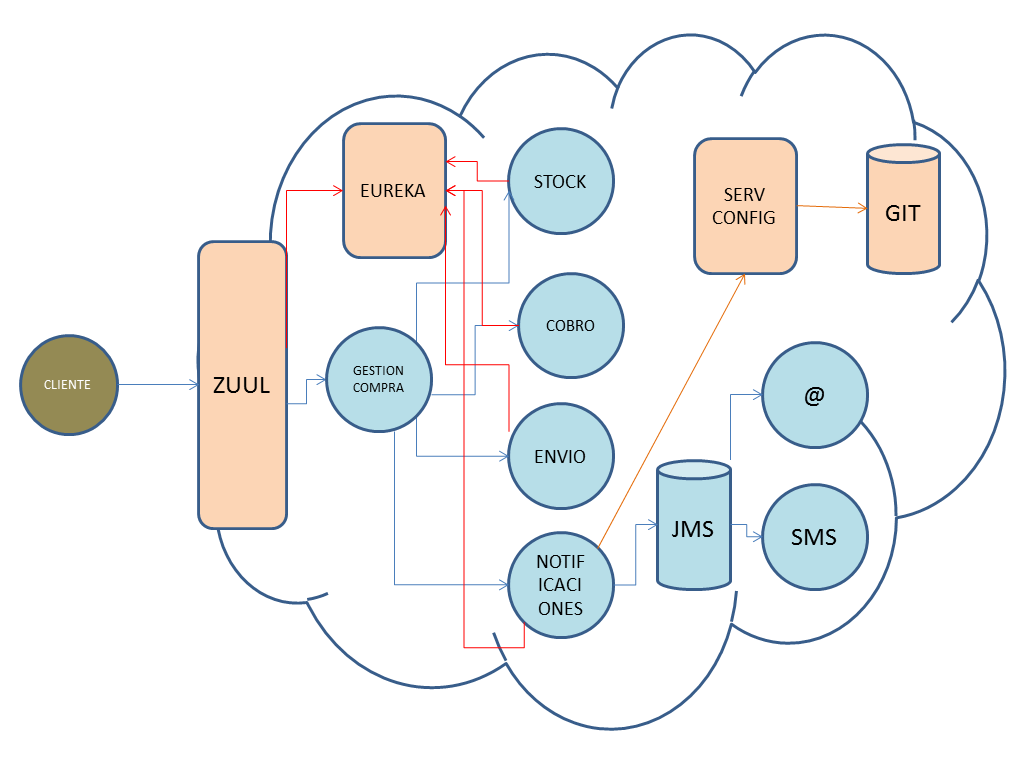 EUREKA
STOCK
SERV
CONFIG
GIT
COBRO
CLIENTE
ZUUL
GESTION
COMPRA
@
ENVIO
JMS
SMS
NOTIF
ICACI
ONES